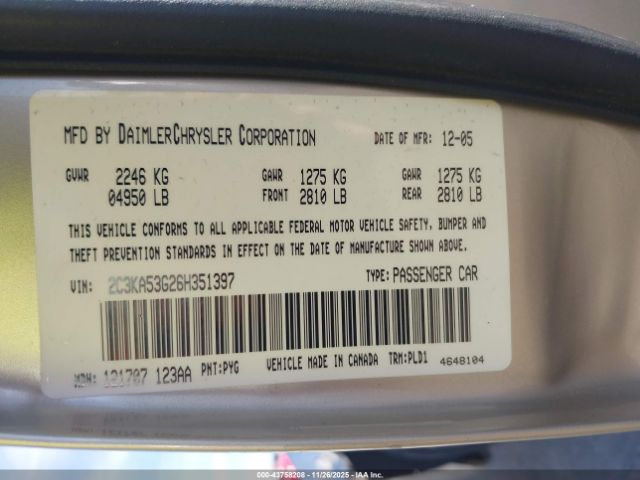 MFD BY DAIMLERCHRYSLER CORPORATION DATE OF MFR: 12-05
GVWR 2246 KG GAWR 1275 KG GAWR 1275 KG
04950 LB FRONT 2810 LB REAR 2810 LB
THIS VEHICLE CONFORMS TO ALL APPLICABLE FEDERAL MOTOR VEHICLE SAFETY, BUMPER AND
THEFT PREVENTION STANDARDS IN EFFECT ON THE DATE OF MANUFACTURE SHOWN ABOVE.
VIN: 2C3KA53G26H351397 TYPE: PASSENGER CAR
MDH: 121707 123AA PNT: PYG VEHICLE MADE IN CANADA TRM: PLD1 4648104
000-43758208 - 11/26/2025 - IAAI.com